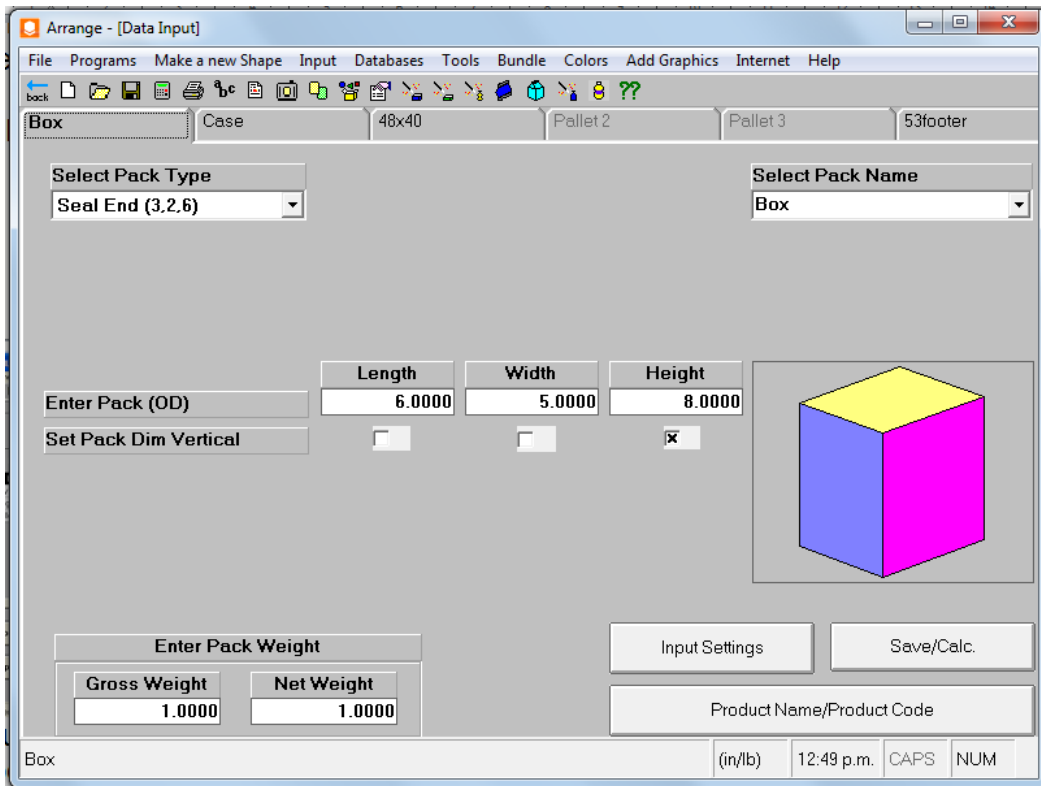 Arrange - [Data Input]
File Programs Make a new Shape Input Databases Tools Bundle Colors Add Graphics Internet Help
back abc ??
Box Case 48x40 Pallet 2 Pallet 3 53footer
Select Pack Type Select Pack Name
Seal End (3,2,6) Box
Length Width Height
Enter Pack (OD) 6.0000 5.0000 8.0000
Set Pack Dim Vertical
Enter Pack Weight Input Settings Save/Calc.
Gross Weight Net Weight
1.0000 1.0000 Product Name/Product Code
Box (in/lb) 12:49 p.m. CAPS NUM